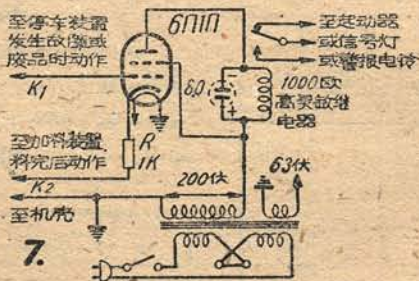 至停车装置
发生故障或
废品时动作
K₁
至加料装置
料完后动作
K₂
至机壳
7.
6П1П
R
1K
8.0
1000欧
高灵敏继
电器
200伏
63伏
至起动器
或信号灯
或警报电铃